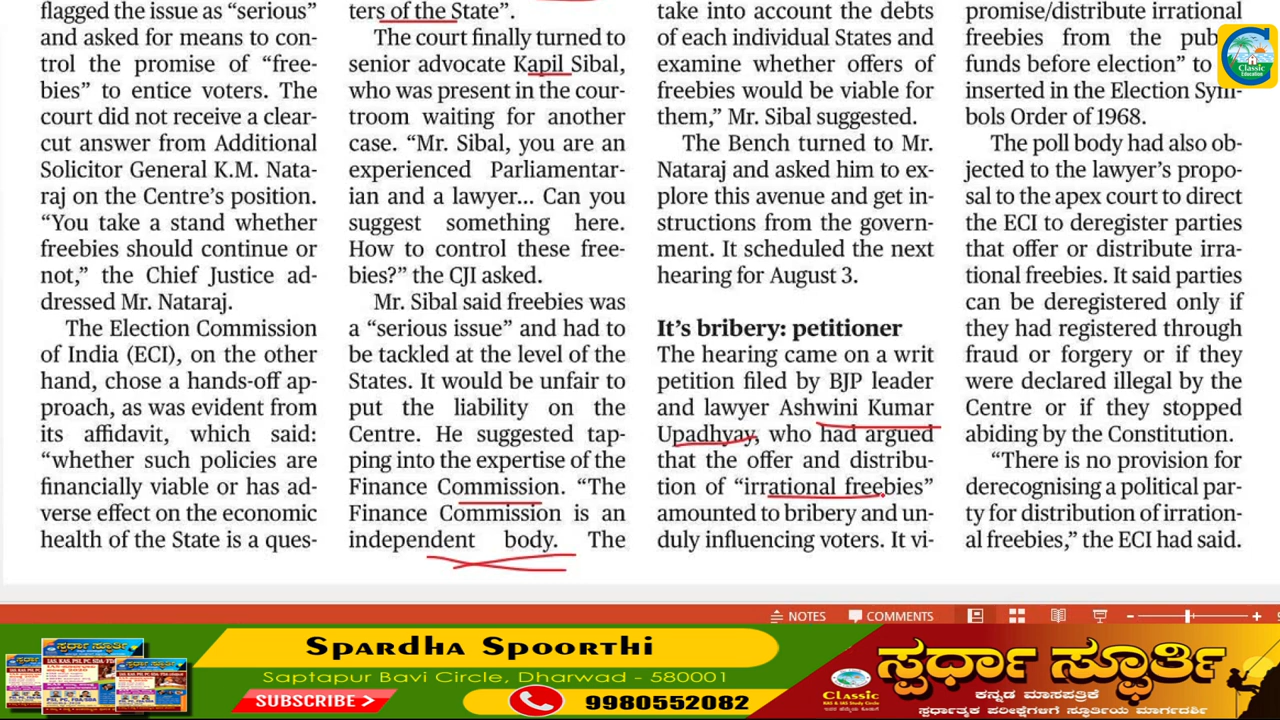 flagged the issue as “serious”
and asked for means to con-
trol the promise of “free-
bies” to entice voters. The
court did not receive a clear-
cut answer from Additional
Solicitor General K.M. Nata-
raj on the Centre’s position.
“You take a stand whether
freebies should continue or
not,” the Chief Justice ad-
dressed Mr. Nataraj.
The Election Commission
of India (ECI), on the other
hand, chose a hands-off ap-
proach, as was evident from
its affidavit, which said:
“whether such policies are
financially viable or has ad-
verse effect on the economic
health of the State is a ques-
ters of the State”.
The court finally turned to
senior advocate Kapil Sibal,
who was present in the cour-
troom waiting for another
case. “Mr. Sibal, you are an
experienced Parliamentar-
ian and a lawyer... Can you
suggest something here.
How to control these free-
bies?” the CJI asked.
Mr. Sibal said freebies was
a “serious issue” and had to
be tackled at the level of the
States. It would be unfair to
put the liability on the
Centre. He suggested tap-
ping into the expertise of the
Finance Commission. “The
Finance Commission is an
independent body. The
take into account the debts
of each individual States and
examine whether offers of
freebies would be viable for
them,” Mr. Sibal suggested.
The Bench turned to Mr.
Nataraj and asked him to ex-
plore this avenue and get in-
structions from the govern-
ment. It scheduled the next
hearing for August 3.
It’s bribery: petitioner
The hearing came on a writ
petition filed by BJP leader
and lawyer Ashwini Kumar
Upadhyay, who had argued
that the offer and distribu-
tion of “irrational freebies”
amounted to bribery and un-
duly influencing voters. It vi-
promise/distribute irrational
freebies from the pub
funds before election” to
inserted in the Election Sym-
bols Order of 1968.
The poll body had also ob-
jected to the lawyer’s propo-
sal to the apex court to direct
the ECI to deregister parties
that offer or distribute irra-
tional freebies. It said parties
can be deregistered only if
they had registered through
fraud or forgery or if they
were declared illegal by the
Centre or if they stopped
abiding by the Constitution.
“There is no provision for
derecognising a political par-
ty for distribution of irration-
al freebies,” the ECI had said.
Classic
Education
NOTES COMMENTS
Spardha Spoorthi
Saptapur Bavi Circle, Dharwad - 580001
SUBSCRIBE > 9980552082
Classic
KAS & IAS Study Circle
ಸ್ಪರ್ಧಾ ಸ್ಫೂರ್ತಿ
ಕನ್ನಡ ಮಾಸಪತ್ರಿಕೆ
ಸ್ಪರ್ಧಾತ್ಮಕ ಪರೀಕ್ಷೆಗಳಿಗೆ ಸ್ಫೂರ್ತಿಯ ಮಾರ್ಗದರ್ಶಿ